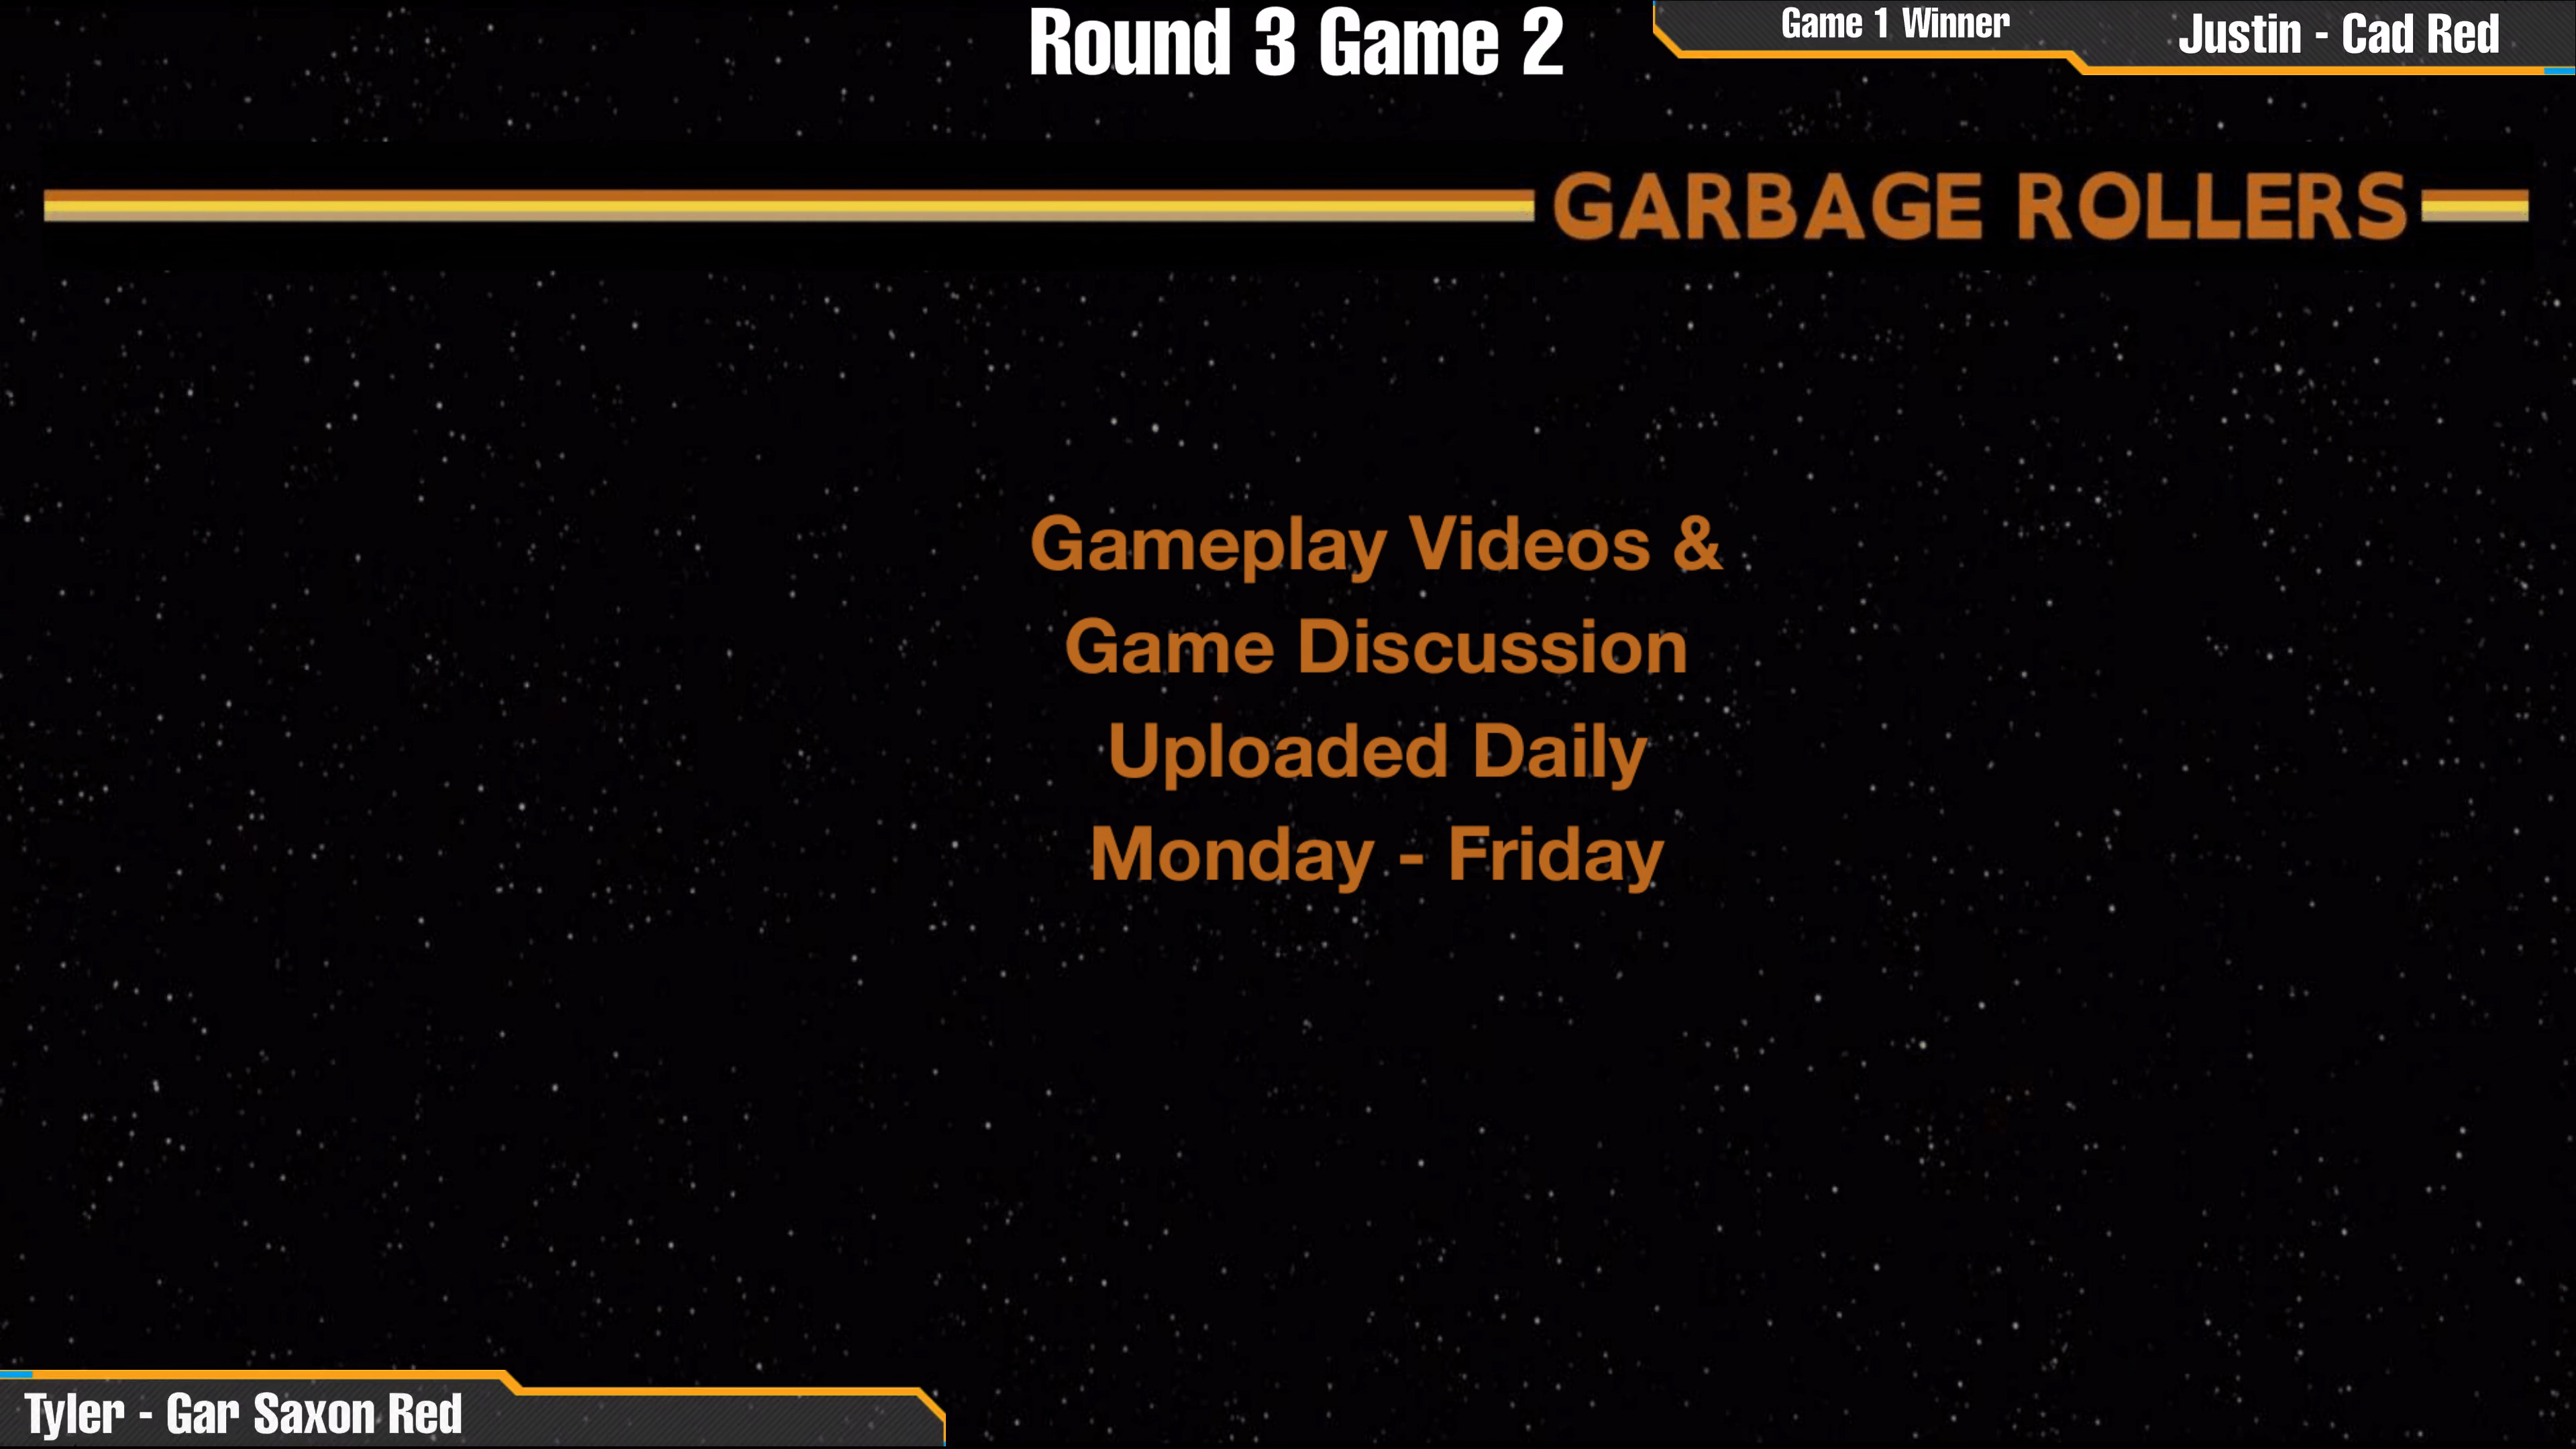 Round 3 Game 2
Game 1 Winner
Justin - Cad Red
GARBAGE ROLLERS
Gameplay Videos &
Game Discussion
Uploaded Daily
Monday - Friday
Tyler - Gar Saxon Red